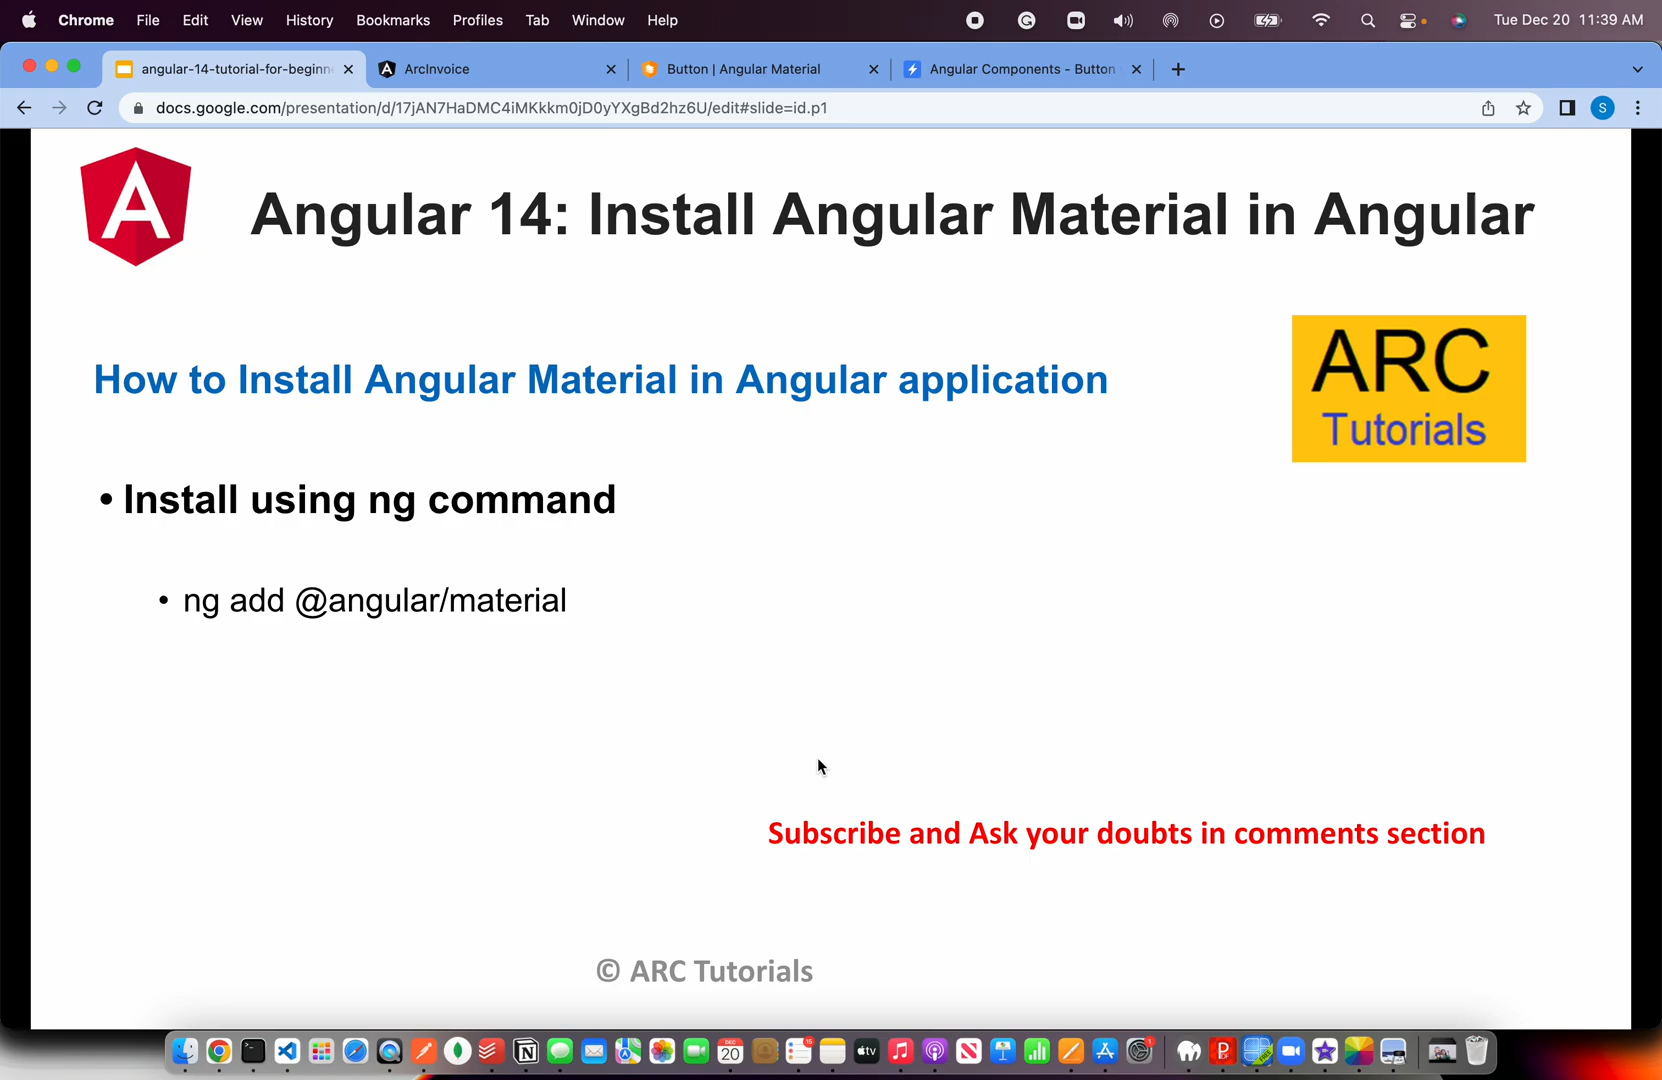 Chrome File Edit View History Bookmarks Profiles Tab Window Help Tue Dec 20 11:39 AM
angular-14-tutorial-for-beginn ArcInvoice Button | Angular Material Angular Components - Button
docs.google.com/presentation/d/17jAN7HaDMC4iMKkkm0jD0yYXgBd2hz6U/edit#slide=id.p1 S
Angular 14: Install Angular Material in Angular
ARC
Tutorials
How to Install Angular Material in Angular application
• Install using ng command
• ng add @angular/material
Subscribe and Ask your doubts in comments section
© ARC Tutorials